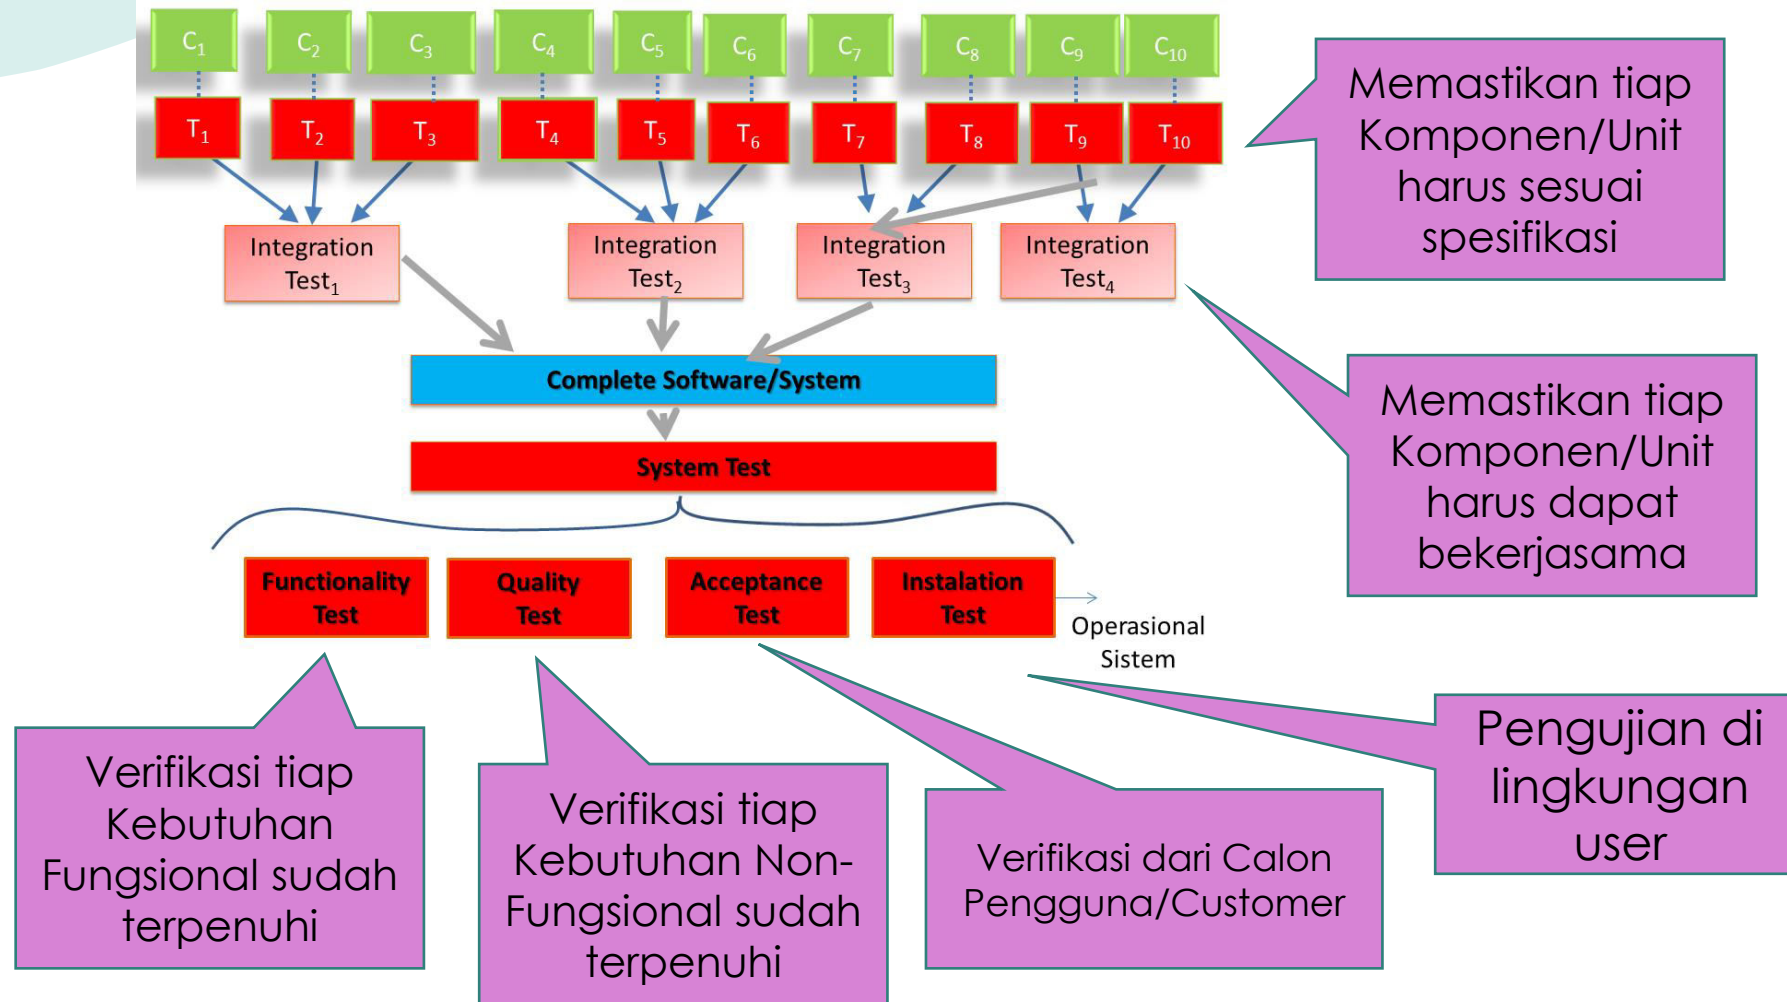 C1 C2 C3 C4 C5 C6 C7 C8 C9 C10
T1 T2 T3 T4 T5 T6 T7 T8 T9 T10
Memastikan tiap
Komponen/Unit
harus sesuai
spesifikasi
Integration
Test1
Integration
Test2
Integration
Test3
Integration
Test4
Complete Software/System
Memastikan tiap
Komponen/Unit
harus dapat
bekerjasama
System Test
Functionality
Test
Quality
Test
Acceptance
Test
Instalation
Test
Operasional
Sistem
Verifikasi tiap
Kebutuhan
Fungsional sudah
terpenuhi
Verifikasi tiap
Kebutuhan Non-
Fungsional sudah
terpenuhi
Verifikasi dari Calon
Pengguna/Customer
Pengujian di
lingkungan
user